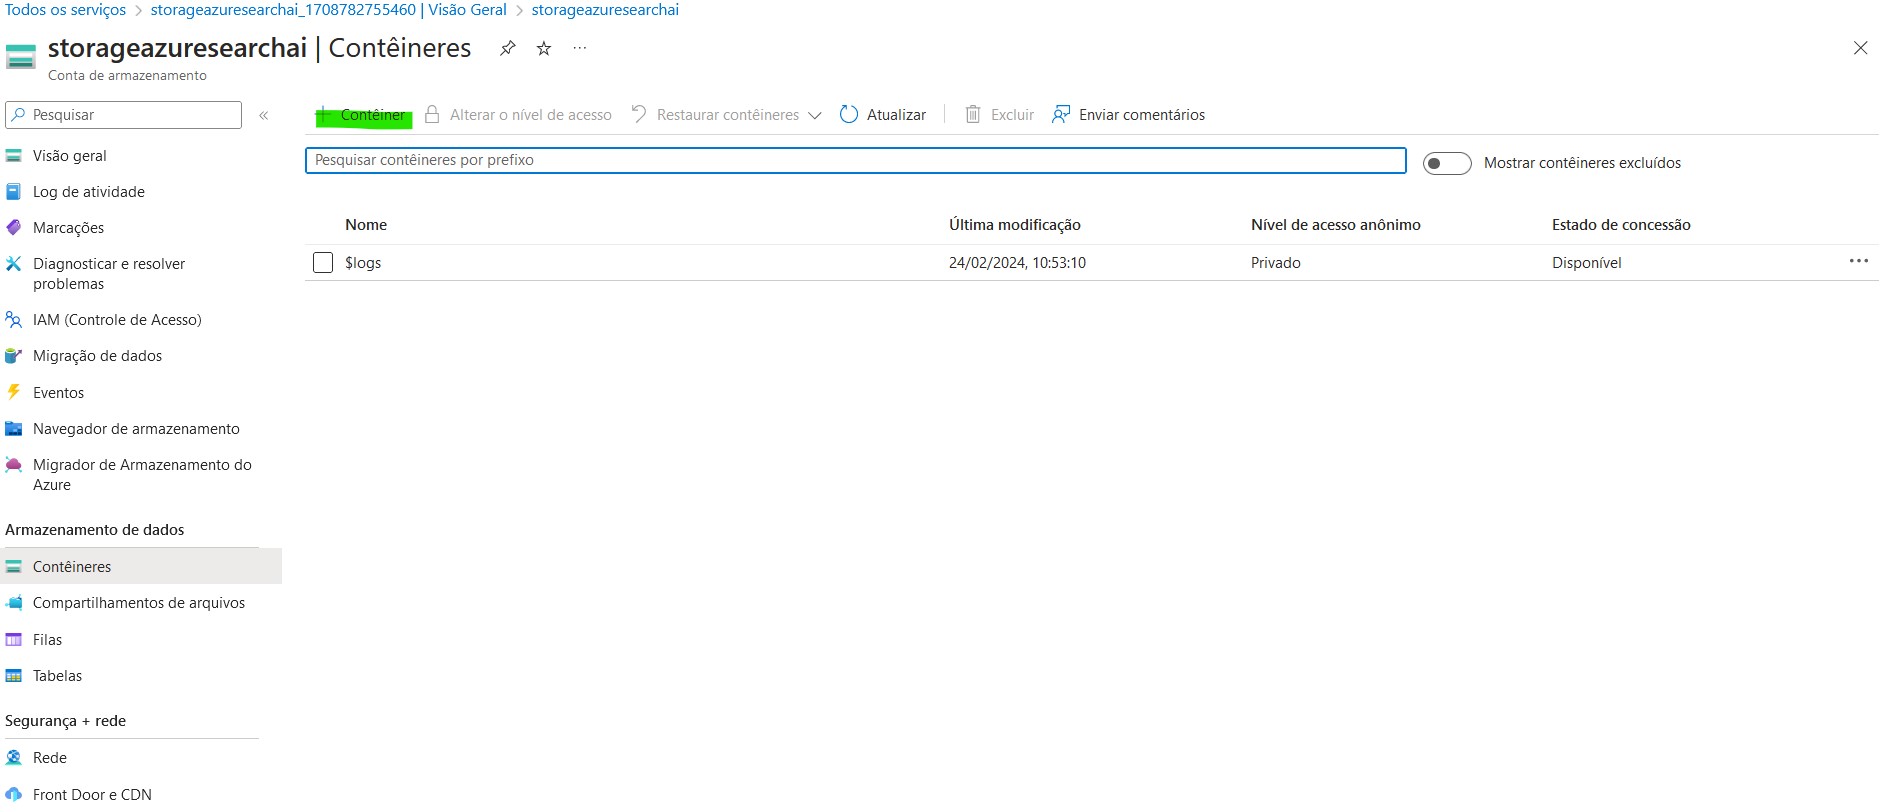 Todos os serviços > storageazuresearchai_1708782755460 | Visão Geral > storageazuresearchai
storageazuresearchai | Contêineres
Conta de armazenamento
Pesquisar
Contêiner Alterar o nível de acesso Restaurar contêineres Atualizar Excluir Enviar comentários
Pesquisar contêineres por prefixo
Mostrar contêineres excluídos
Nome Última modificação Nível de acesso anônimo Estado de concessão
$logs 24/02/2024, 10:53:10 Privado Disponível
Visão geral
Log de atividade
Marcações
Diagnosticar e resolver
problemas
IAM (Controle de Acesso)
Migração de dados
Eventos
Navegador de armazenamento
Migrador de Armazenamento do
Azure
Armazenamento de dados
Contêineres
Compartilhamentos de arquivos
Filas
Tabelas
Segurança + rede
Rede
Front Door e CDN